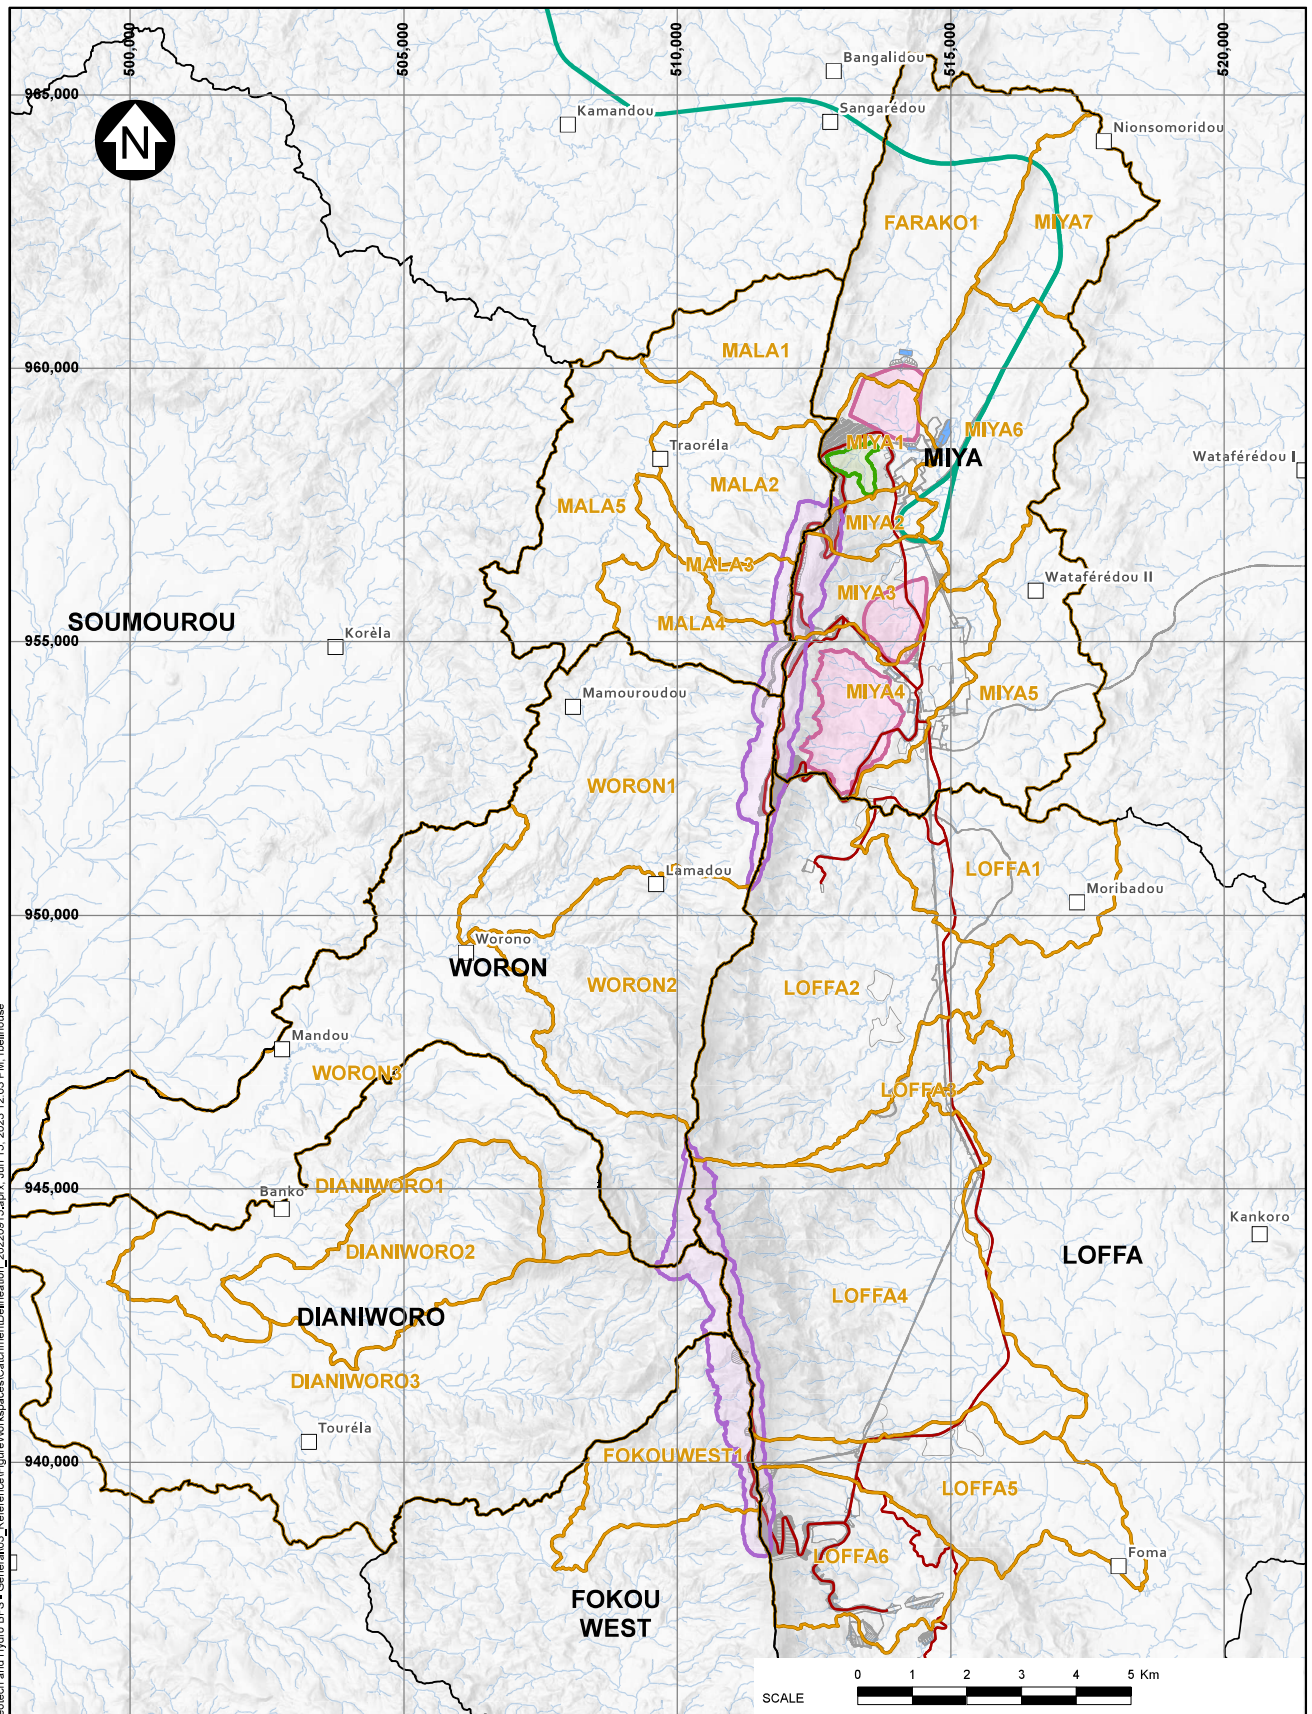 500,000
505,000
510,000
515,000
520,000
Bangalidou
965,000
Kamandou
Sangarédou
N
Nionsomoridou
FARAKO1
MIYA7
MALA1
960,000
MIYA6
MIYA1
Traoréla
MIYA
Wataférédou I
MALA2
MALA5
MIYA2
MALA3
Wataférédou II
MIYA3
SOUMOUROU
MALA4
Korèla
955,000
MIYA4
MIYA5
Mamouroudou
WORON1
Lamadou
LOFFA1
Moribadou
950,000
Worono
WORON
WORON2
LOFFA2
Mandou
WORON3
LOFFA3
945,000
DIANIWORO1
Banko
Kankoro
DIANIWORO2
LOFFA
LOFFA4
DIANIWORO
DIANIWORO3
Touréla
940,000
FOKOUWEST1
LOFFA5
Foma
LOFFA6
FOKOU
WEST
0 1 2 3 4 5 Km
SCALE